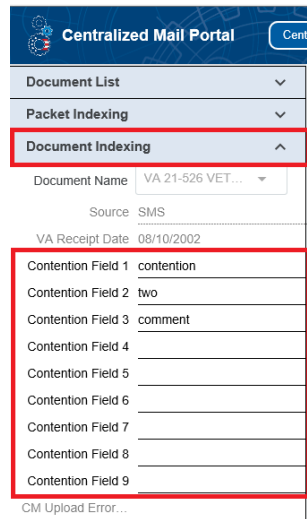 Centralized Mail Portal
Cent
Document List
Packet Indexing
Document Indexing
Document Name VA 21-526 VET...
Source SMS
VA Receipt Date 08/10/2002
Contention Field 1 contention
Contention Field 2 two
Contention Field 3 comment
Contention Field 4
Contention Field 5
Contention Field 6
Contention Field 7
Contention Field 8
Contention Field 9
CM Upload Error...